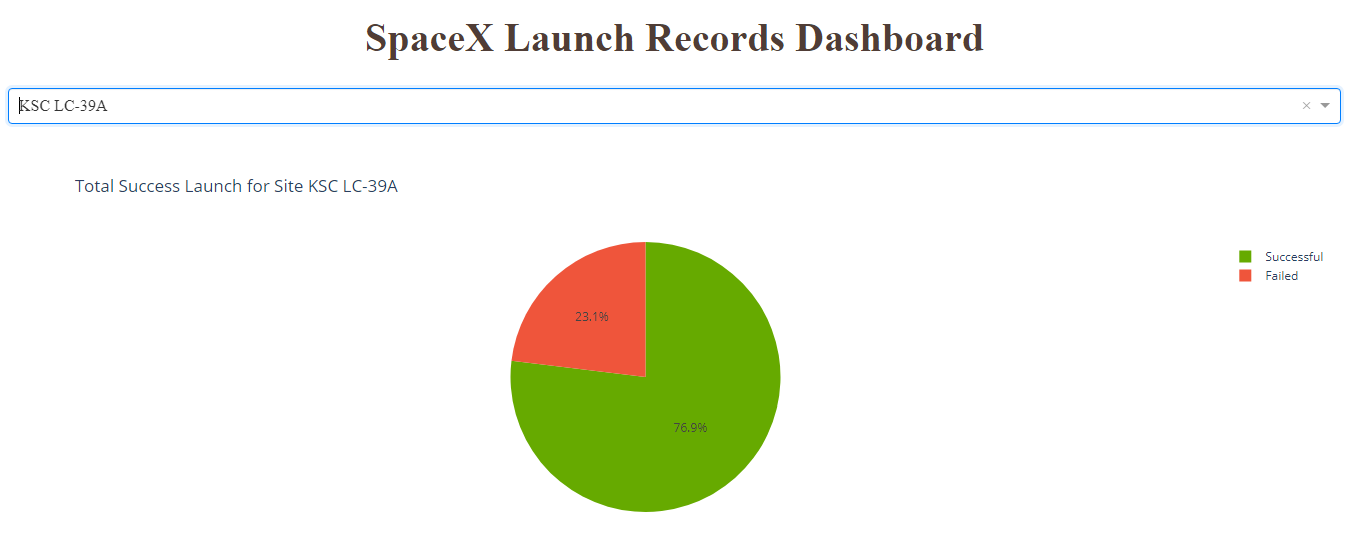 SpaceX Launch Records Dashboard
KSC LC-39A
Total Success Launch for Site KSC LC-39A
Successful
Failed
23.1%
76.9%